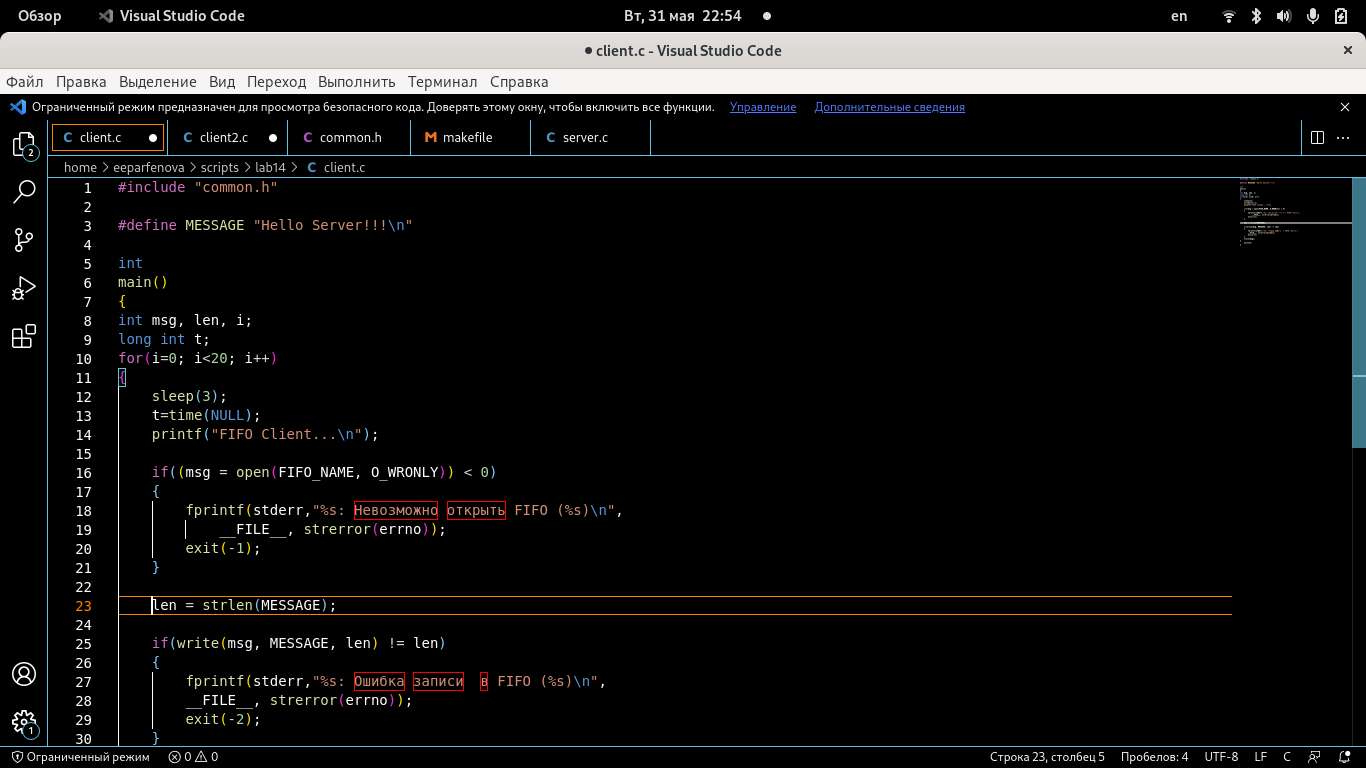 Обзор Visual Studio Code Вт, 31 мая 22:54 en
client.c - Visual Studio Code
Файл Правка Выделение Вид Переход Выполнить Терминал Справка
Ограниченный режим предназначен для просмотра безопасного кода. Доверять этому окну, чтобы включить все функции. Управление Дополнительные сведения
client.c client2.c common.h makefile server.c
home > eeparfenova > scripts > lab14 > client.c
1 #include "common.h"
2
3 #define MESSAGE "Hello Server!!!\n"
4
5 int
6 main()
7 {
8 int msg, len, i;
9 long int t;
10 for(i=0; i<20; i++)
11 {
12 sleep(3);
13 t=time(NULL);
14 printf("FIFO Client...\n");
15
16 if((msg = open(FIFO_NAME, O_WRONLY)) < 0)
17 {
18 fprintf(stderr,"%s: Невозможно открыть FIFO (%s)\n",
19 __FILE__, strerror(errno));
20 exit(-1);
21 }
22
23 len = strlen(MESSAGE);
24
25 if(write(msg, MESSAGE, len) != len)
26 {
27 fprintf(stderr,"%s: Ошибка записи в FIFO (%s)\n",
28 __FILE__, strerror(errno));
29 exit(-2);
30 }
Ограниченный режим 0 0 Строка 23, столбец 5 Пробелов: 4 UTF-8 LF C